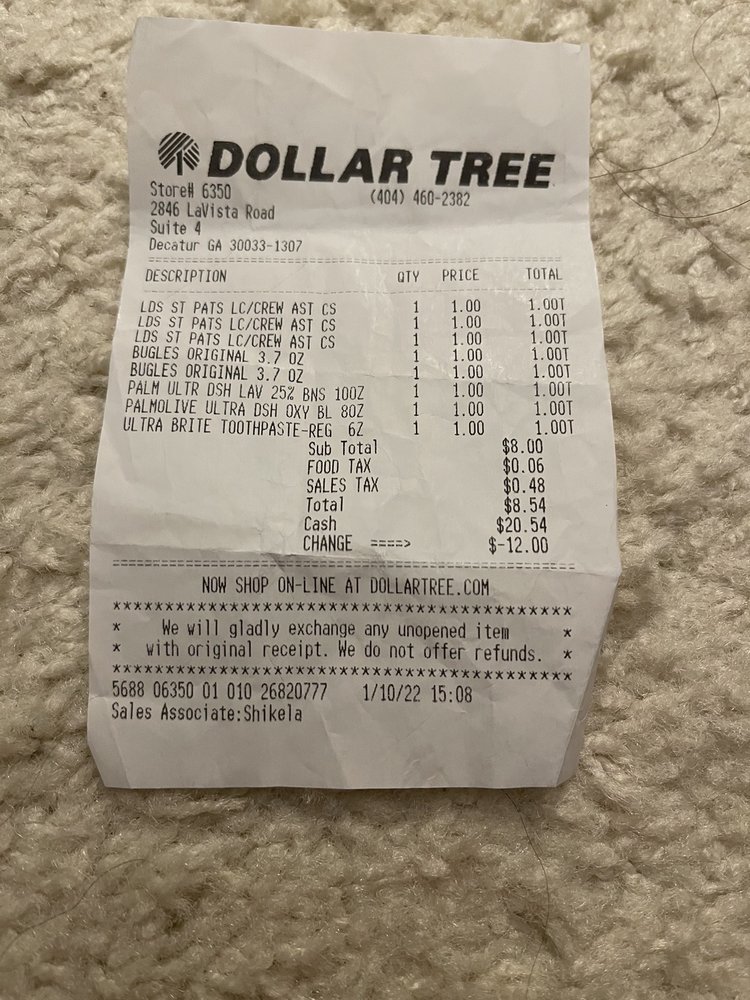 DOLLAR TREE
Store# 6350 (404) 460-2382
2846 LaVista Road
Suite 4
Decatur GA 30033-1307
================================================
DESCRIPTION QTY PRICE TOTAL
================================================
LDS ST PATS LC/CREW AST CS 1 1.00 1.00T
LDS ST PATS LC/CREW AST CS 1 1.00 1.00T
LDS ST PATS LC/CREW AST CS 1 1.00 1.00T
BUGLES ORIGINAL 3.7 OZ 1 1.00 1.00T
BUGLES ORIGINAL 3.7 OZ 1 1.00 1.00T
PALM ULTR DSH LAV 25% BNS 10OZ 1 1.00 1.00T
PALMOLIVE ULTRA DSH OXY BL 8OZ 1 1.00 1.00T
ULTRA BRITE TOOTHPASTE-REG 6Z 1 1.00 1.00T
Sub Total $8.00
FOOD TAX $0.06
SALES TAX $0.48
Total $8.54
Cash $20.54
CHANGE ====> $-12.00
================================================
NOW SHOP ON-LINE AT DOLLARTREE.COM
********************************************
* We will gladly exchange any unopened item *
* with original receipt. We do not offer refunds. *
********************************************
5688 06350 01 010 26820777 1/10/22 15:08
Sales Associate:Shikela